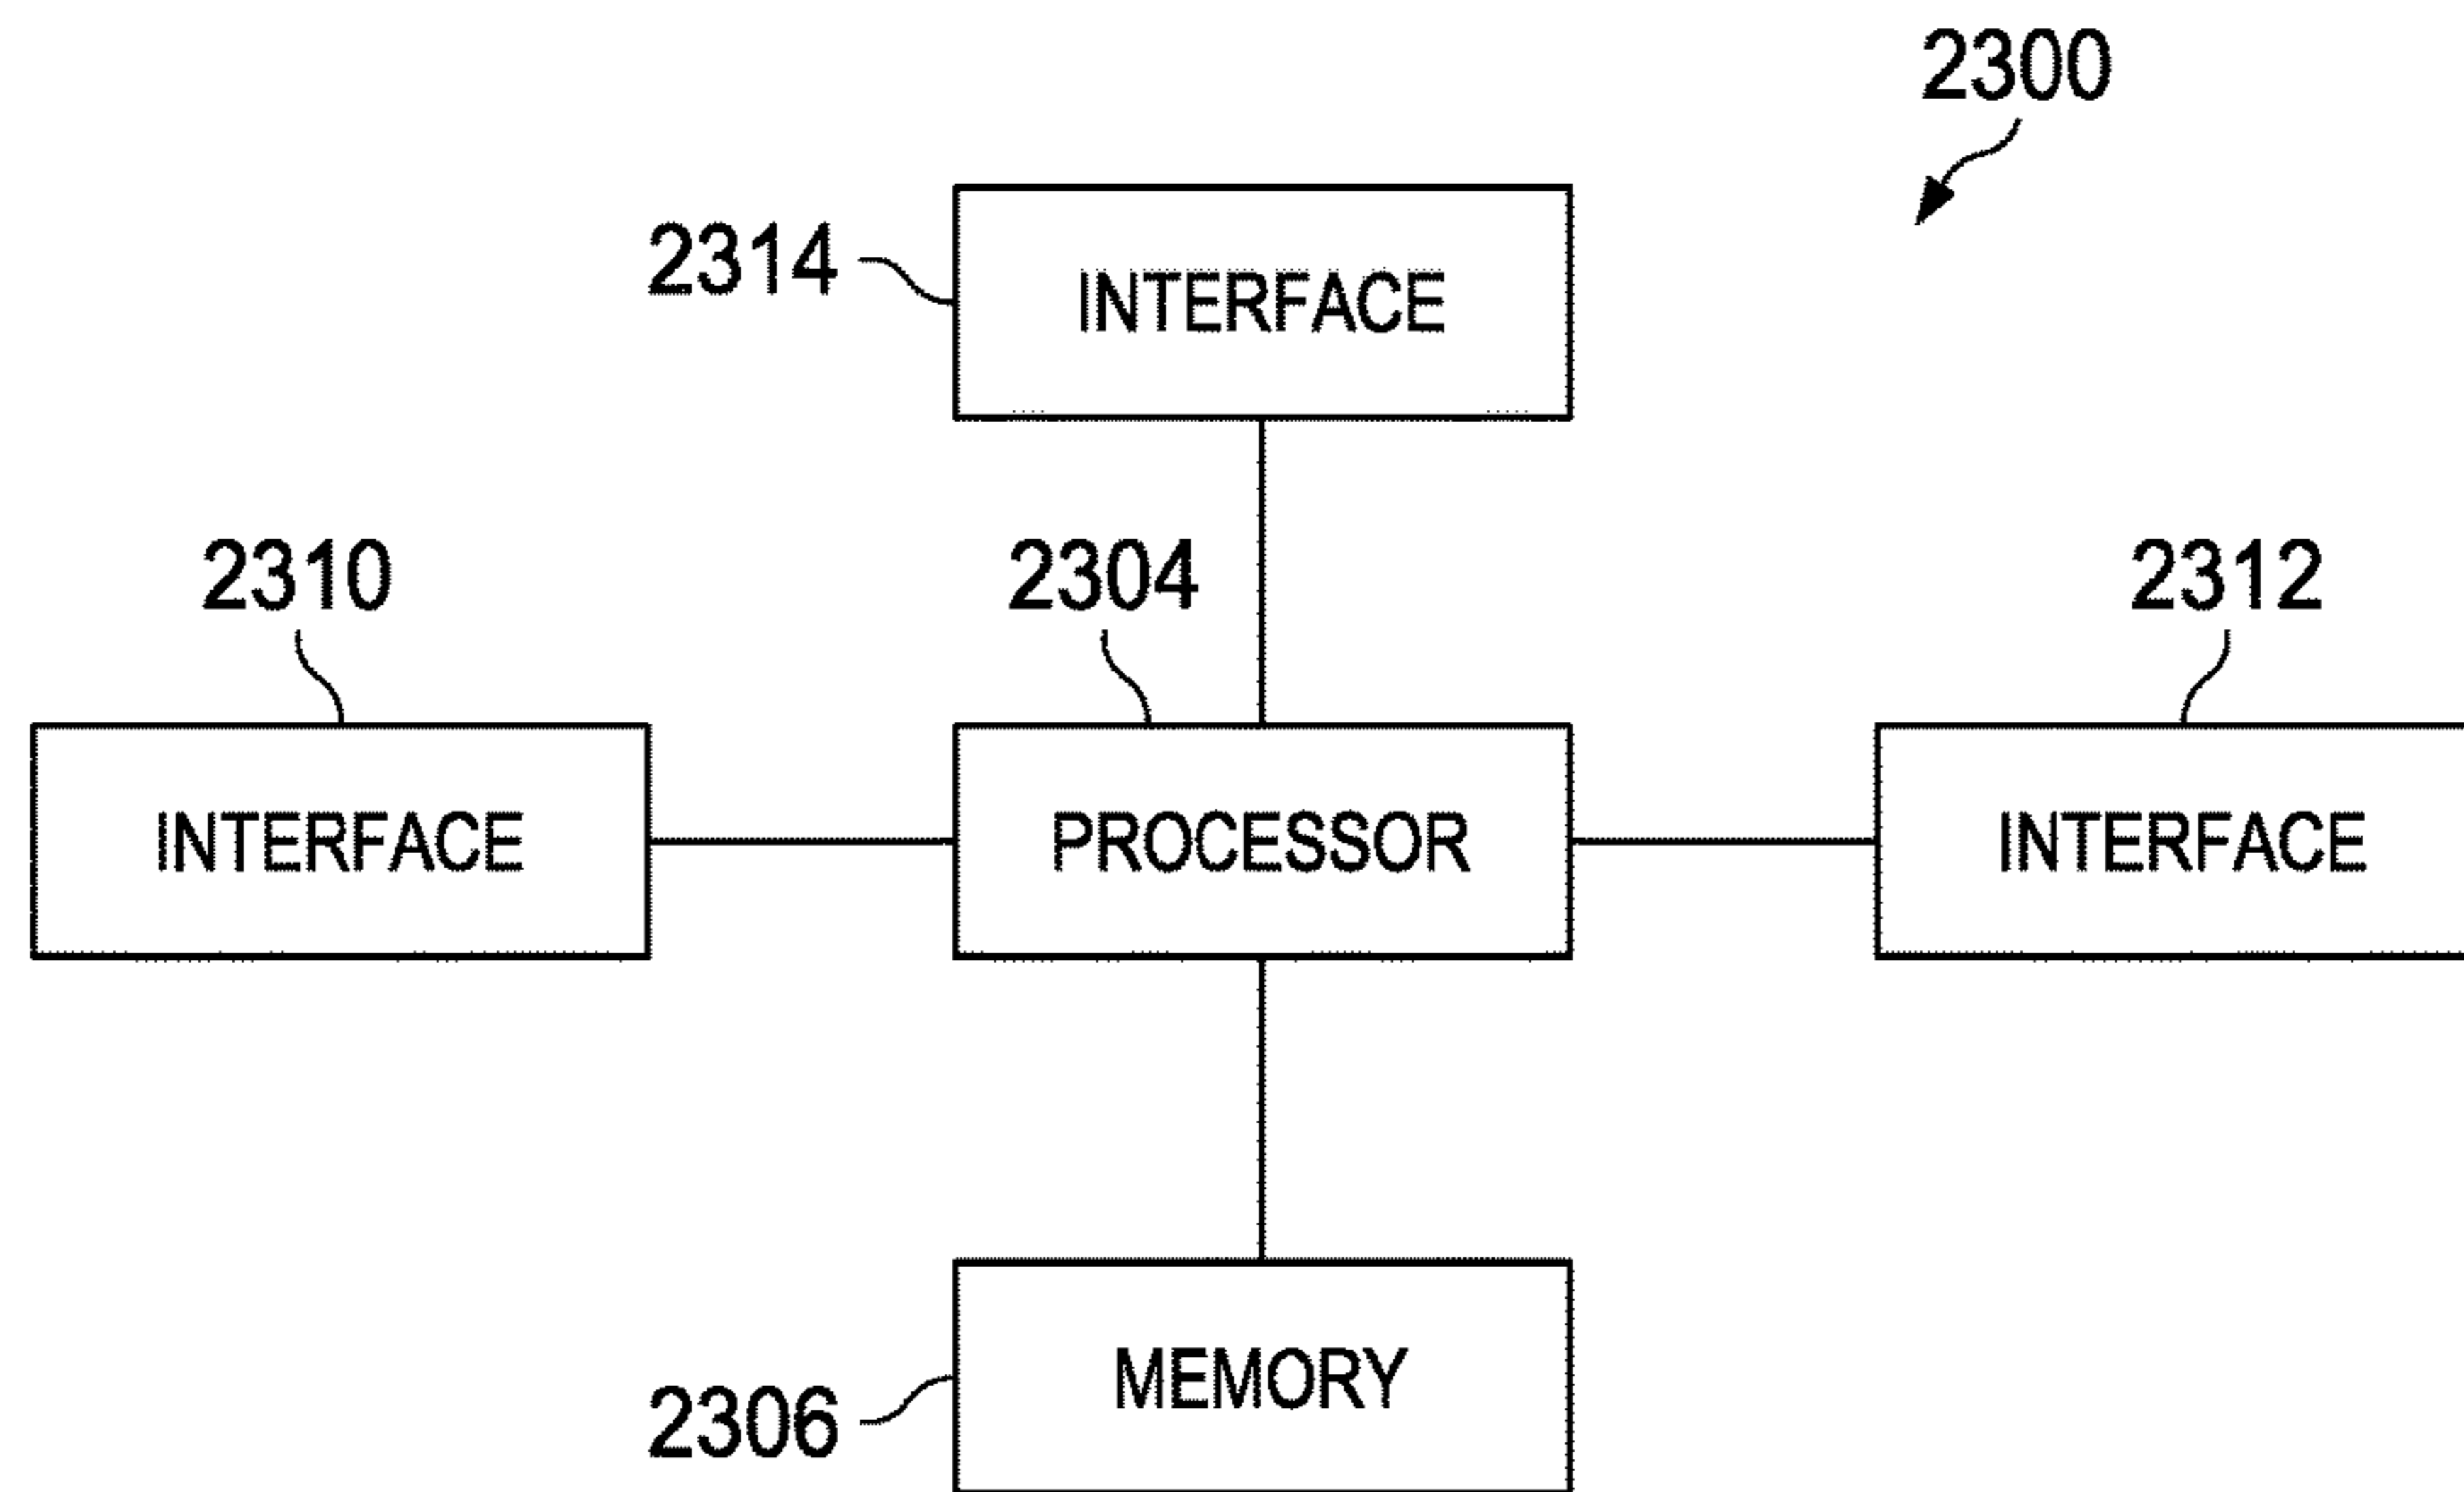 2300
2314
INTERFACE
2310
2304
2312
INTERFACE
PROCESSOR
INTERFACE
MEMORY
2306